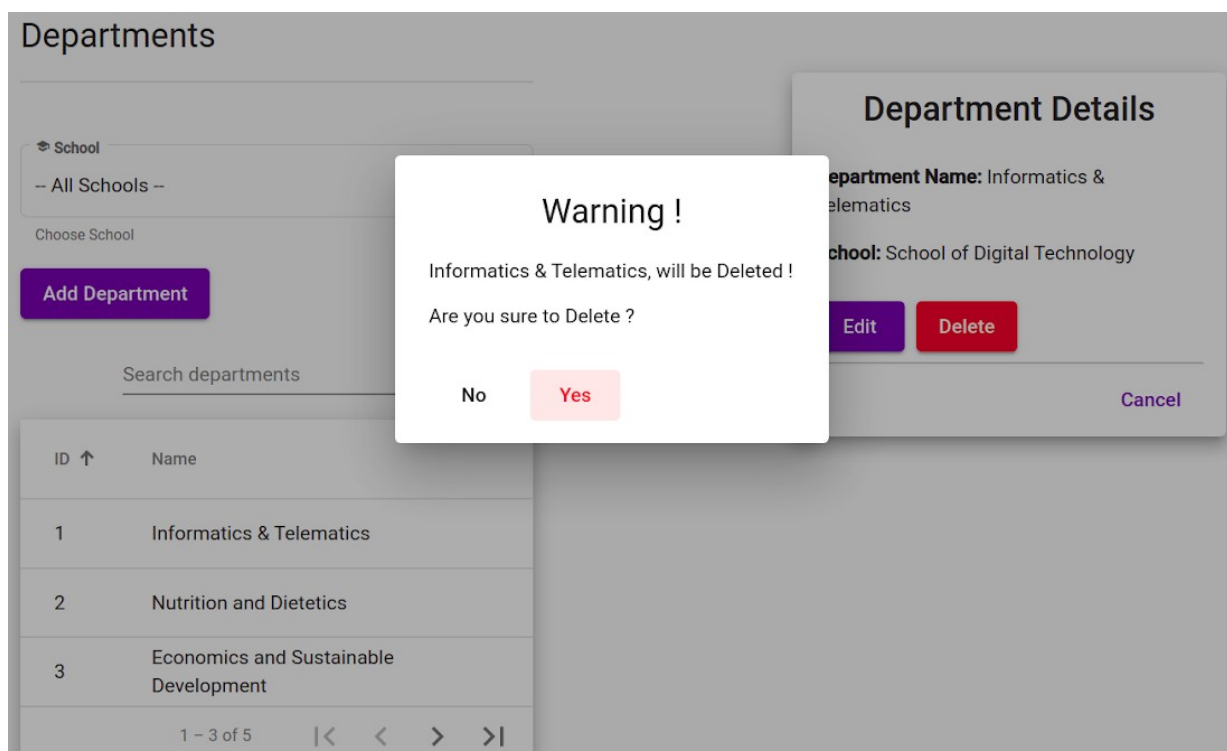 Departments
School
-- All Schools --
Choose School
Add Department
Search departments
ID Name
1 Informatics & Telematics
2 Nutrition and Dietetics
3 Economics and Sustainable
Development
1 – 3 of 5
Warning !
Informatics & Telematics, will be Deleted !
Are you sure to Delete ?
No Yes
Department Details
epartment Name: Informatics &
elematics
chool: School of Digital Technology
Edit Delete
Cancel